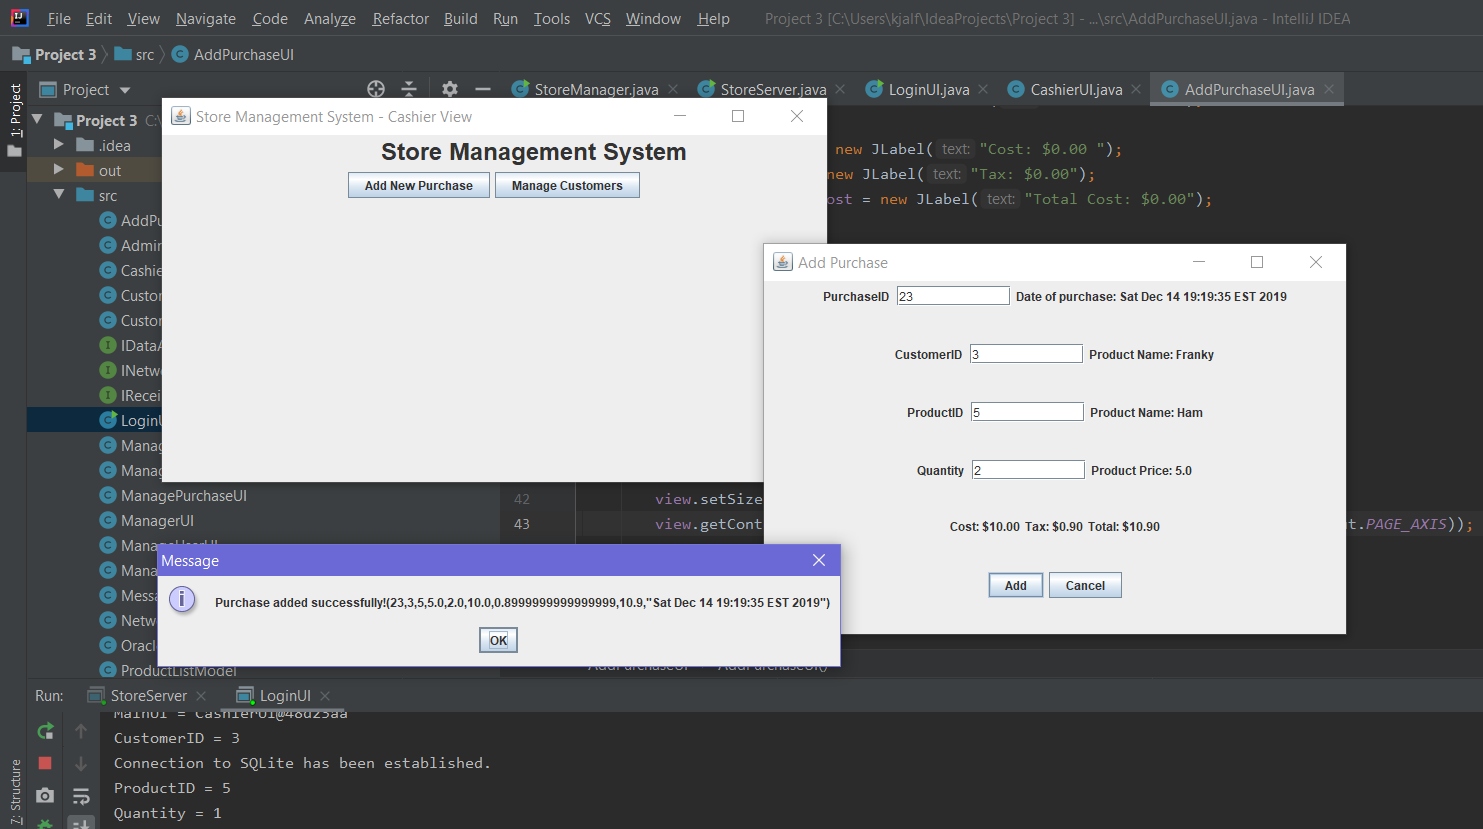 File Edit View Navigate Code Analyze Refactor Build Run Tools VCS Window Help Project 3 [C:\Users\kjalf\IdeaProjects\Project 3] - ...\src\AddPurchaseUI.java - IntelliJ IDEA
Project 3 src AddPurchaseUI
1: Project
Project
StoreManager.java StoreServer.java LoginUI.java CashierUI.java AddPurchaseUI.java
Project 3 C:\
.idea
out
src
AddPu
Admin
Cashie
Custo
Custo
IDataA
INetw
IRecei
LoginU
Manag
Manag
ManagePurchaseUI
ManagerUI
ManageUserUI
Mana
Messa
Netwo
Oracl
ProductListModel
new JLabel( text: "Cost: $0.00 ");
new JLabel( text: "Tax: $0.00");
ost = new JLabel( text: "Total Cost: $0.00");
Store Management System - Cashier View
Store Management System
Add New Purchase Manage Customers
Add Purchase
PurchaseID 23 Date of purchase: Sat Dec 14 19:19:35 EST 2019
CustomerID 3 Product Name: Franky
ProductID 5 Product Name: Ham
Quantity 2 Product Price: 5.0
Cost: $10.00 Tax: $0.90 Total: $10.90
Add Cancel
42 view.setSize
43 view.getCont t.PAGE_AXIS));
Message
Purchase added successfully!(23,3,5,5.0,2.0,10.0,0.8999999999999999,10.9,"Sat Dec 14 19:19:35 EST 2019")
OK
AddPurchaseUI AddPurchaseUI()
Run: StoreServer LoginUI
MainUI = CashierUI@48d25aa
CustomerID = 3
Connection to SQLite has been established.
ProductID = 5
Quantity = 1
7: Structure